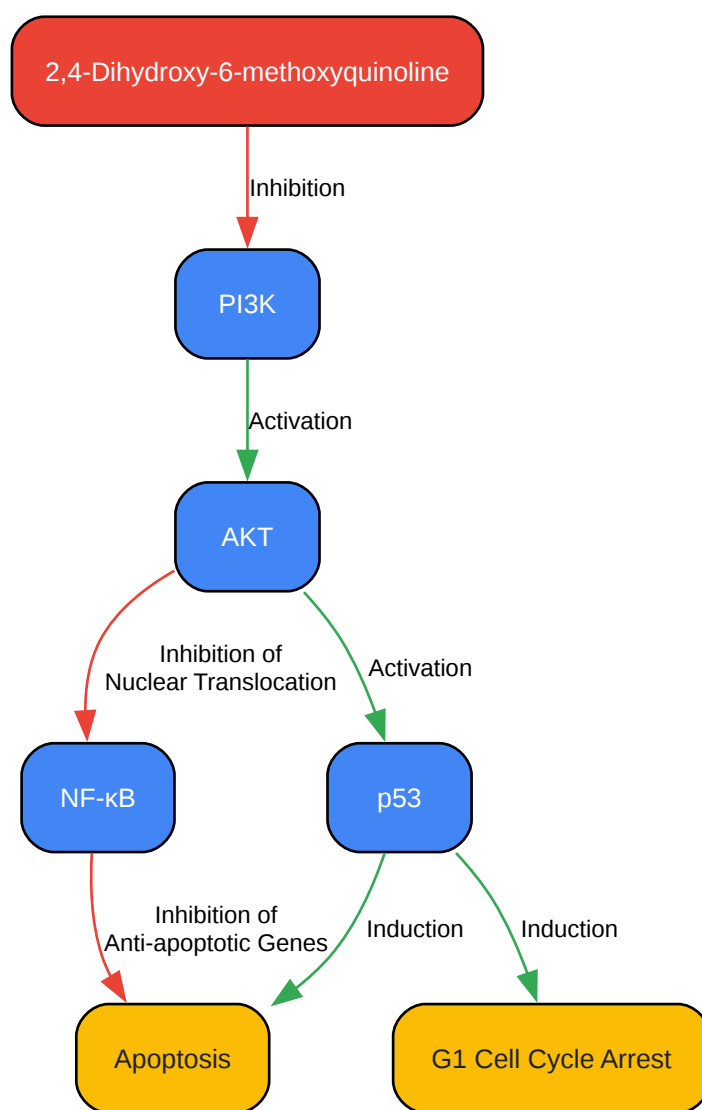 2,4-Dihydroxy-6-methoxyquinoline
Inhibition
PI3K
Activation
AKT
Inhibition of
Nuclear Translocation
Activation
NF-κB
p53
Inhibition of
Anti-apoptotic Genes
Induction
Induction
Apoptosis
G1 Cell Cycle Arrest